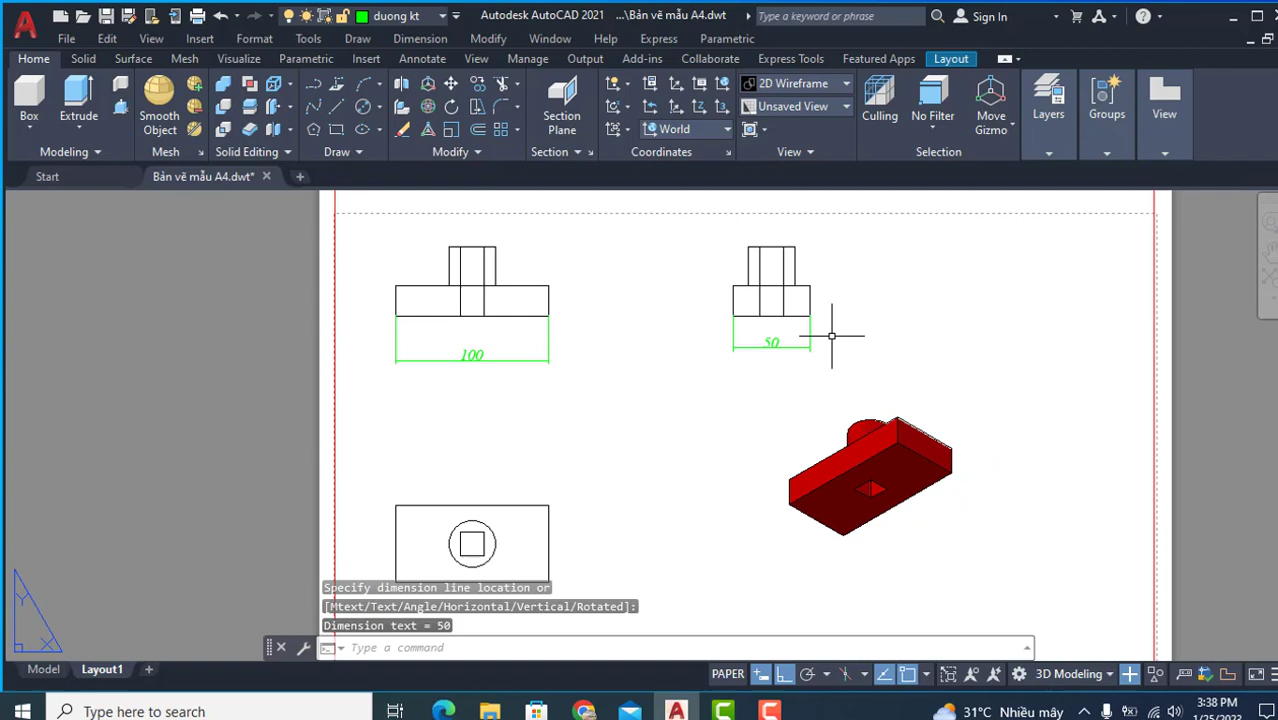 duong kt
Autodesk AutoCAD 2021 ...\Bản vẽ mẫu A4.dwt
Type a keyword or phrase
Sign In
File Edit View Insert Format Tools Draw Dimension Modify Window Help Express Parametric
Home Solid Surface Mesh Visualize Parametric Insert Annotate View Manage Output Add-ins Collaborate Express Tools Featured Apps Layout
Box
Extrude
Smooth
Object
Section
Plane
2D Wireframe
Unsaved View
World
Culling
No Filter
Move
Gizmo
Layers
Groups
View
Modeling
Mesh
Solid Editing
Draw
Modify
Section
Coordinates
View
Selection
Start
Bản vẽ mẫu A4.dwt*
100
50
Specify dimension line location or
[Mtext/Text/Angle/Horizontal/Vertical/Rotated]:
Dimension text = 50
Type a command
Y
X
Model Layout1
PAPER
3D Modeling
Type here to search
31°C Nhiều mây
3:38 PM